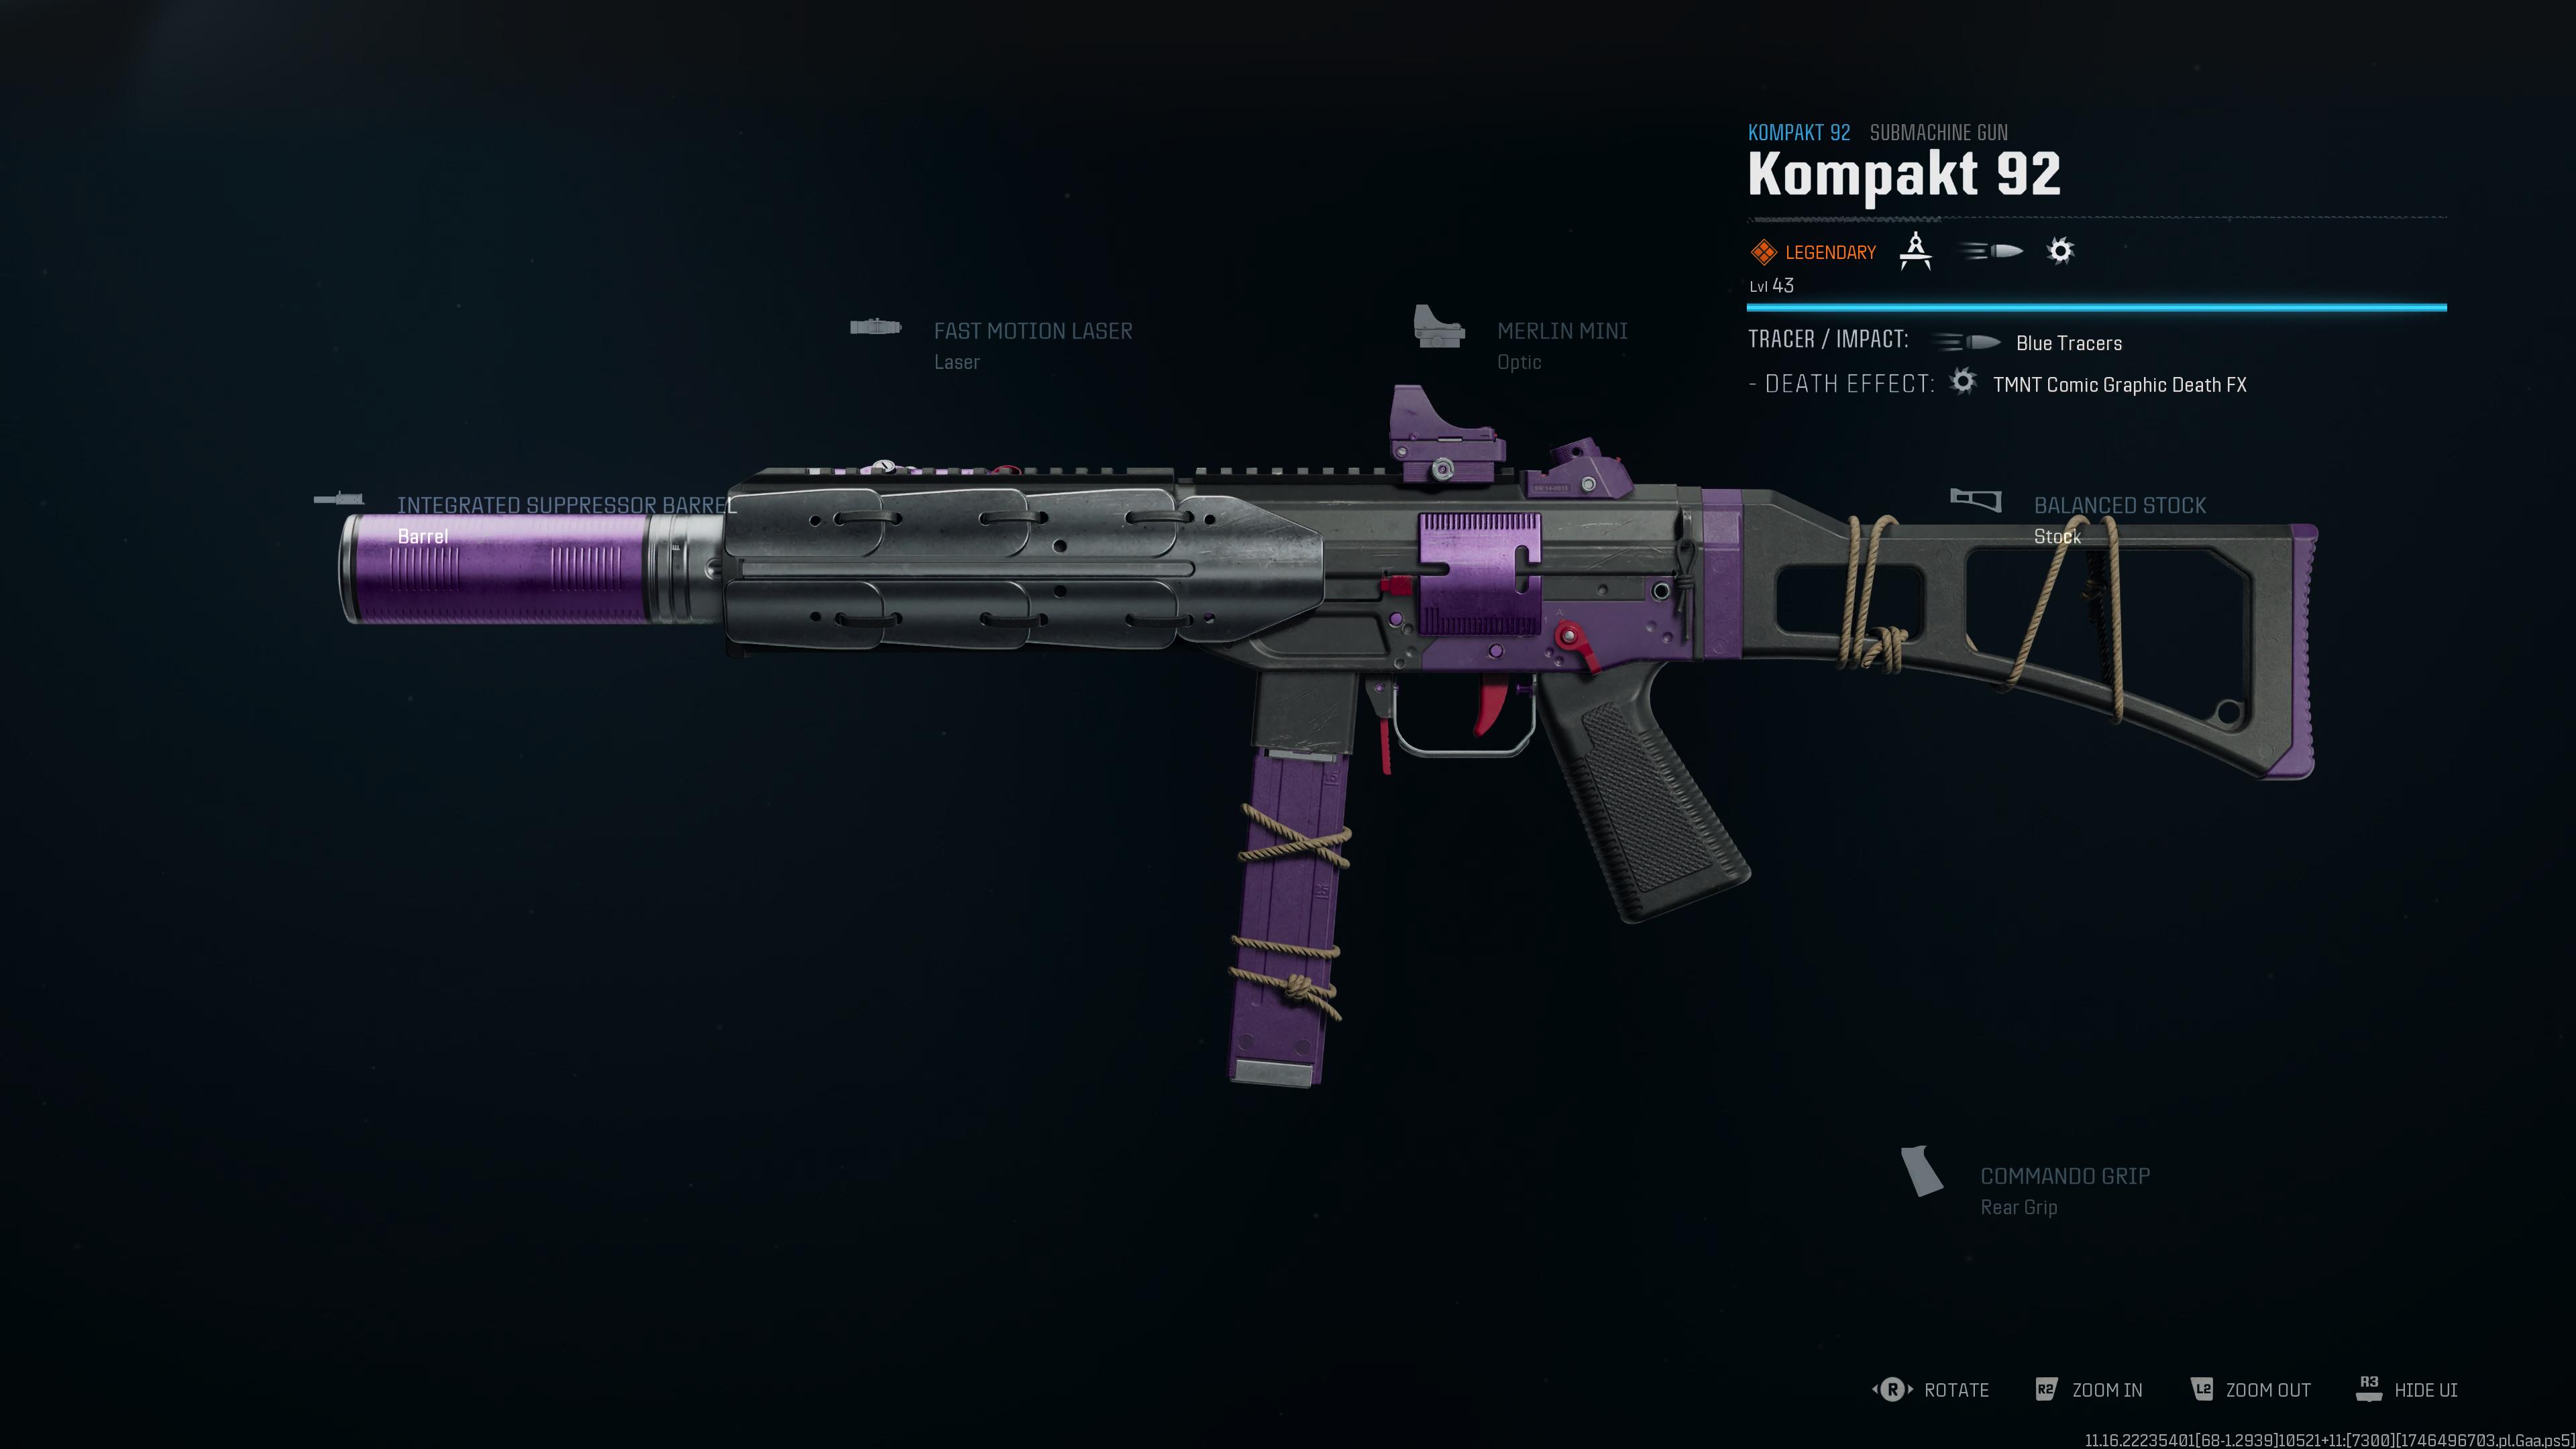 KOMPAKT 92 SUBMACHINE GUN
Kompakt 92
LEGENDARY
Lvl 43
TRACER / IMPACT: Blue Tracers
- DEATH EFFECT: TMNT Comic Graphic Death FX
FAST MOTION LASER
Laser
MERLIN MINI
Optic
INTEGRATED SUPPRESSOR BARREL
Barrel
BALANCED STOCK
Stock
COMMANDO GRIP
Rear Grip
R ROTATE R2 ZOOM IN L2 ZOOM OUT R3 HIDE UI
11.16.22235401[68-1.2939]10521+11:[7300][1746496703.pl.Gaa.ps5]